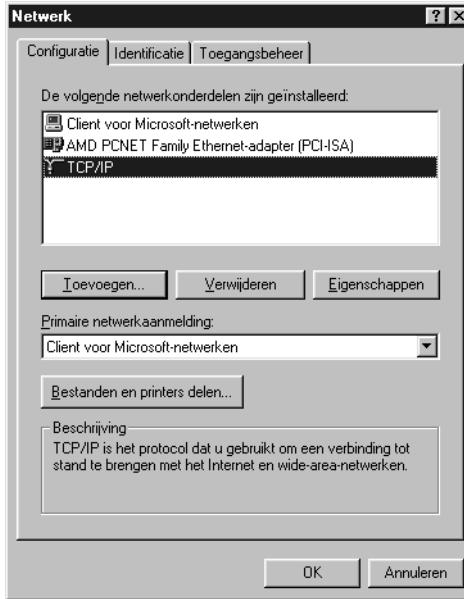 Netwerk
Configuratie Identificatie Toegangsbeheer
De volgende netwerkonderdelen zijn geïnstalleerd:
Client voor Microsoft-netwerken
AMD PCNET Family Ethernet-adapter (PCI-ISA)
TCP/IP
Toevoegen... Verwijderen Eigenschappen
Primaire netwerkaanmelding:
Client voor Microsoft-netwerken
Bestanden en printers delen...
Beschrijving
TCP/IP is het protocol dat u gebruikt om een verbinding tot
stand te brengen met het Internet en wide-area-netwerken.
OK Annuleren